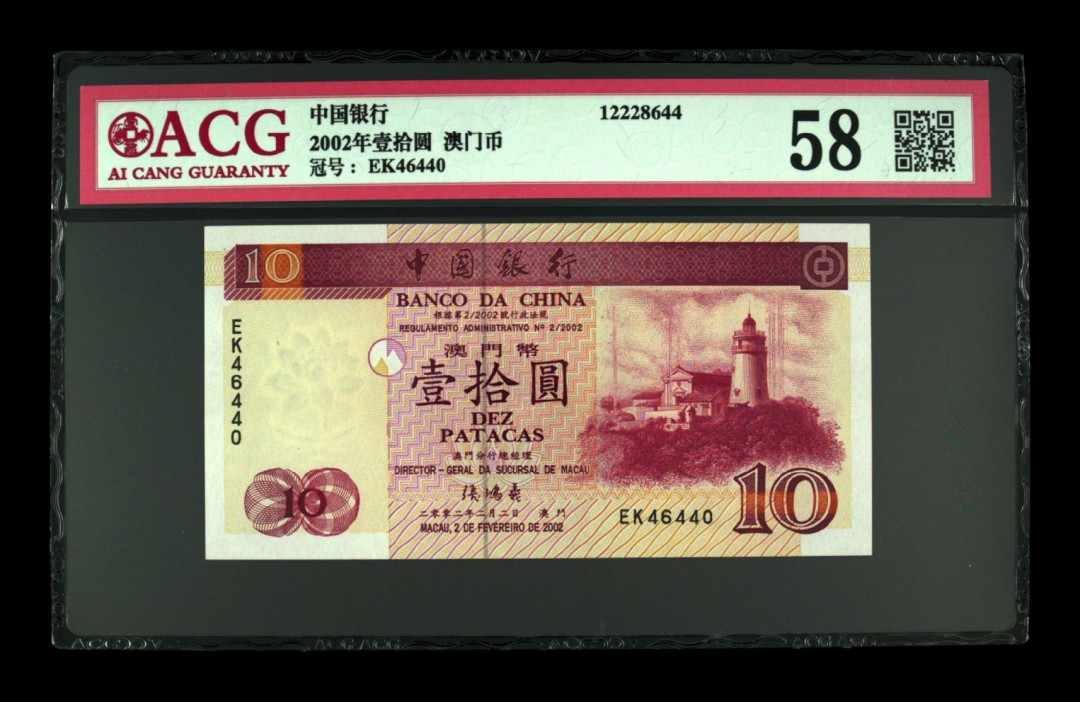 ACG
AI CANG GUARANTY
中国银行
2002年壹拾圆 澳门币
冠号： EK46440
12228644
58
10
中國銀行
BANCO DA CHINA
根據第2/2002號行政法規
REGULAMENTO ADMINISTRATIVO Nº 2/2002
澳門幣
壹拾圓
DEZ
PATACAS
澳門分行總經理
DIRECTOR – GERAL DA SUCURSAL DE MACAU
二零零二年二月二日 澳門
MACAU, 2 DE FEVEREIRO DE 2002
EK46440
10
EK46440
10